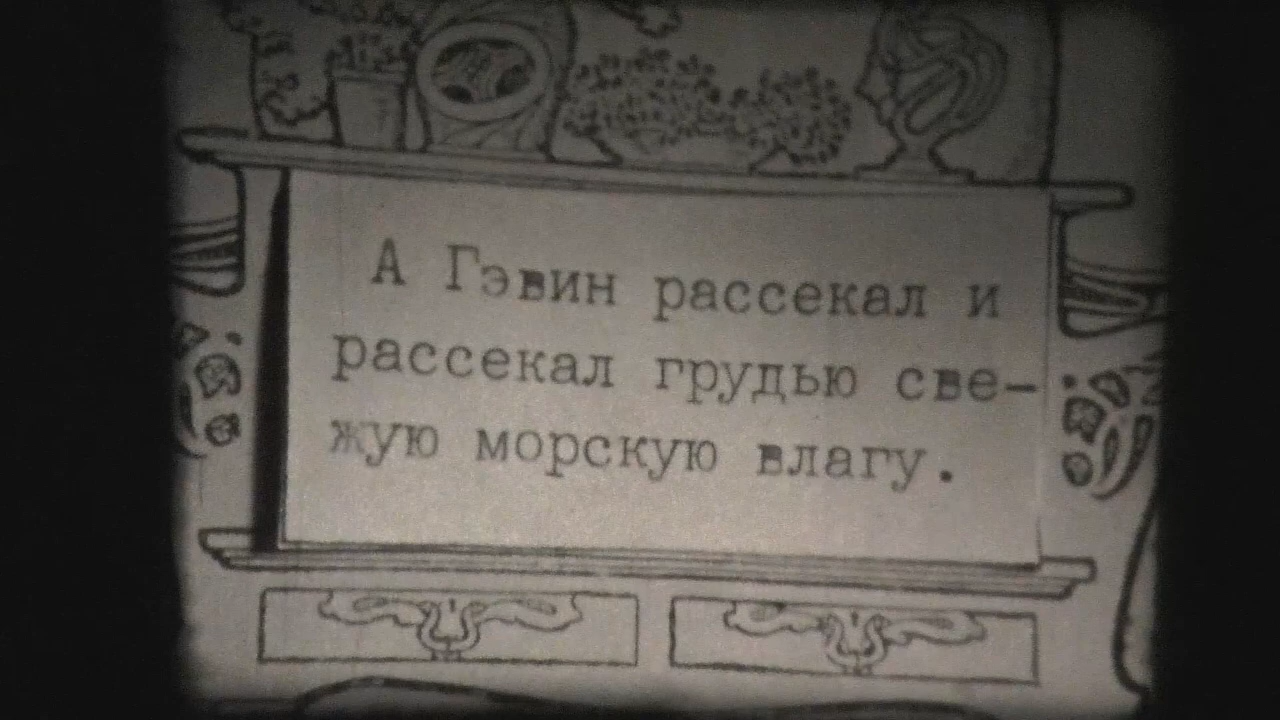 А Гэвин рассекал и
рассекал грудью све-
жую морскую влагу.